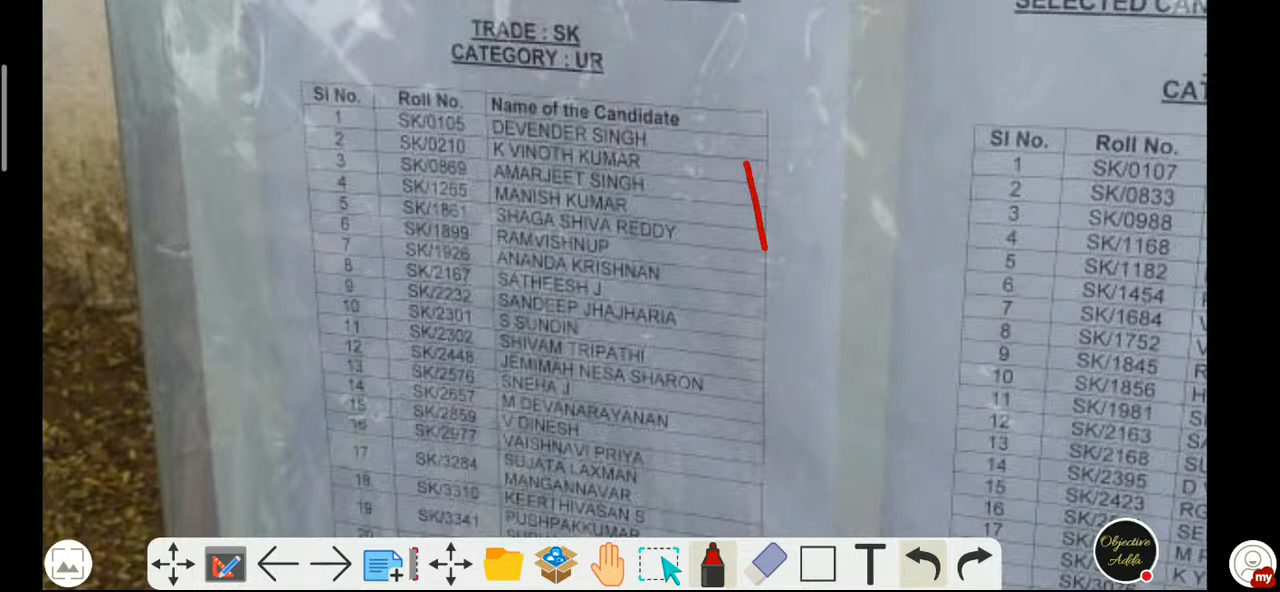 TRADE : SK
CATEGORY : UR
Sl No. Roll No. Name of the Candidate
1 SK/0105 DEVENDER SINGH
2 SK/0210 K VINOTH KUMAR
3 SK/0869 AMARJEET SINGH
4 SK/1265 MANISH KUMAR
5 SK/1861 SHAGA SHIVA REDDY
6 SK/1899 RAMVISHNUP
7 SK/1926 ANANDA KRISHNAN
8 SK/2167 SATHEESH J
9 SK/2232 SANDEEP JHAJHARIA
10 SK/2301 S SUNDIN
11 SK/2302 SHIVAM TRIPATHI
12 SK/2448 JEMIMAH NESA SHARON
13 SK/2576 SNEHA J
14 SK/2657 M DEVANARAYANAN
15 SK/2859 V DINESH
16 SK/2977 VAISHNAVI PRIYA
17 SK/3284 SUJATA LAXMAN
MANGANNAVAR
18 SK/3310 KEERTHIVASAN S
19 SK/3341 PUSHPAKKUMAR
20
SELECTED CAN
CAT
Sl No. Roll No.
1 SK/0107
2 SK/0833
3 SK/0988
4 SK/1168
5 SK/1182
6 SK/1454
7 SK/1684
8 SK/1752
9 SK/1845
10 SK/1856
11 SK/1981
12 SK/2163
13 SK/2168
14 SK/2395
15 SK/2423
16
17
Objective
Adda
T
my